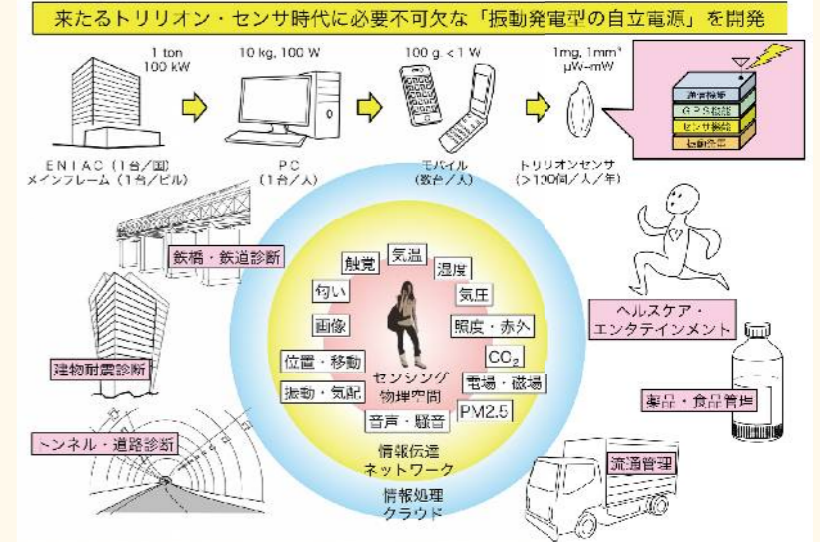 来たるトリリオン・センサ時代に必要不可欠な「振動発電型の自立電源」を開発
1 ton
100 kW
10 kg, 100 W
100 g, < 1 W
1mg, 1mm³
μW-mW
通信機能
GPS機能
センサ機能
振動発電
ENIAC（1台／国）
メインフレーム（1台／ビル）
PC
（1台／人）
モバイル
（数台／人）
トリリオンセンサ
（>100個／人／年）
鉄橋・鉄道診断
建物耐震診断
トンネル・道路診断
気温
触覚
湿度
匂い
気圧
画像
照度・赤外
位置・移動
CO₂
振動・気配
電場・磁場
音声・騒音
PM2.5
センシング
物理空間
情報伝達
ネットワーク
情報処理
クラウド
ヘルスケア・
エンタテインメント
薬品・食品管理
流通管理